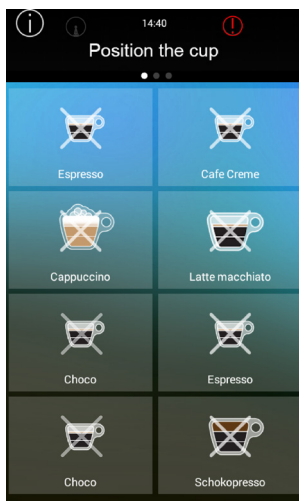 14:40
Position the cup
Espresso
Cafe Creme
Cappuccino
Latte macchiato
Choco
Espresso
Choco
Schokopresso